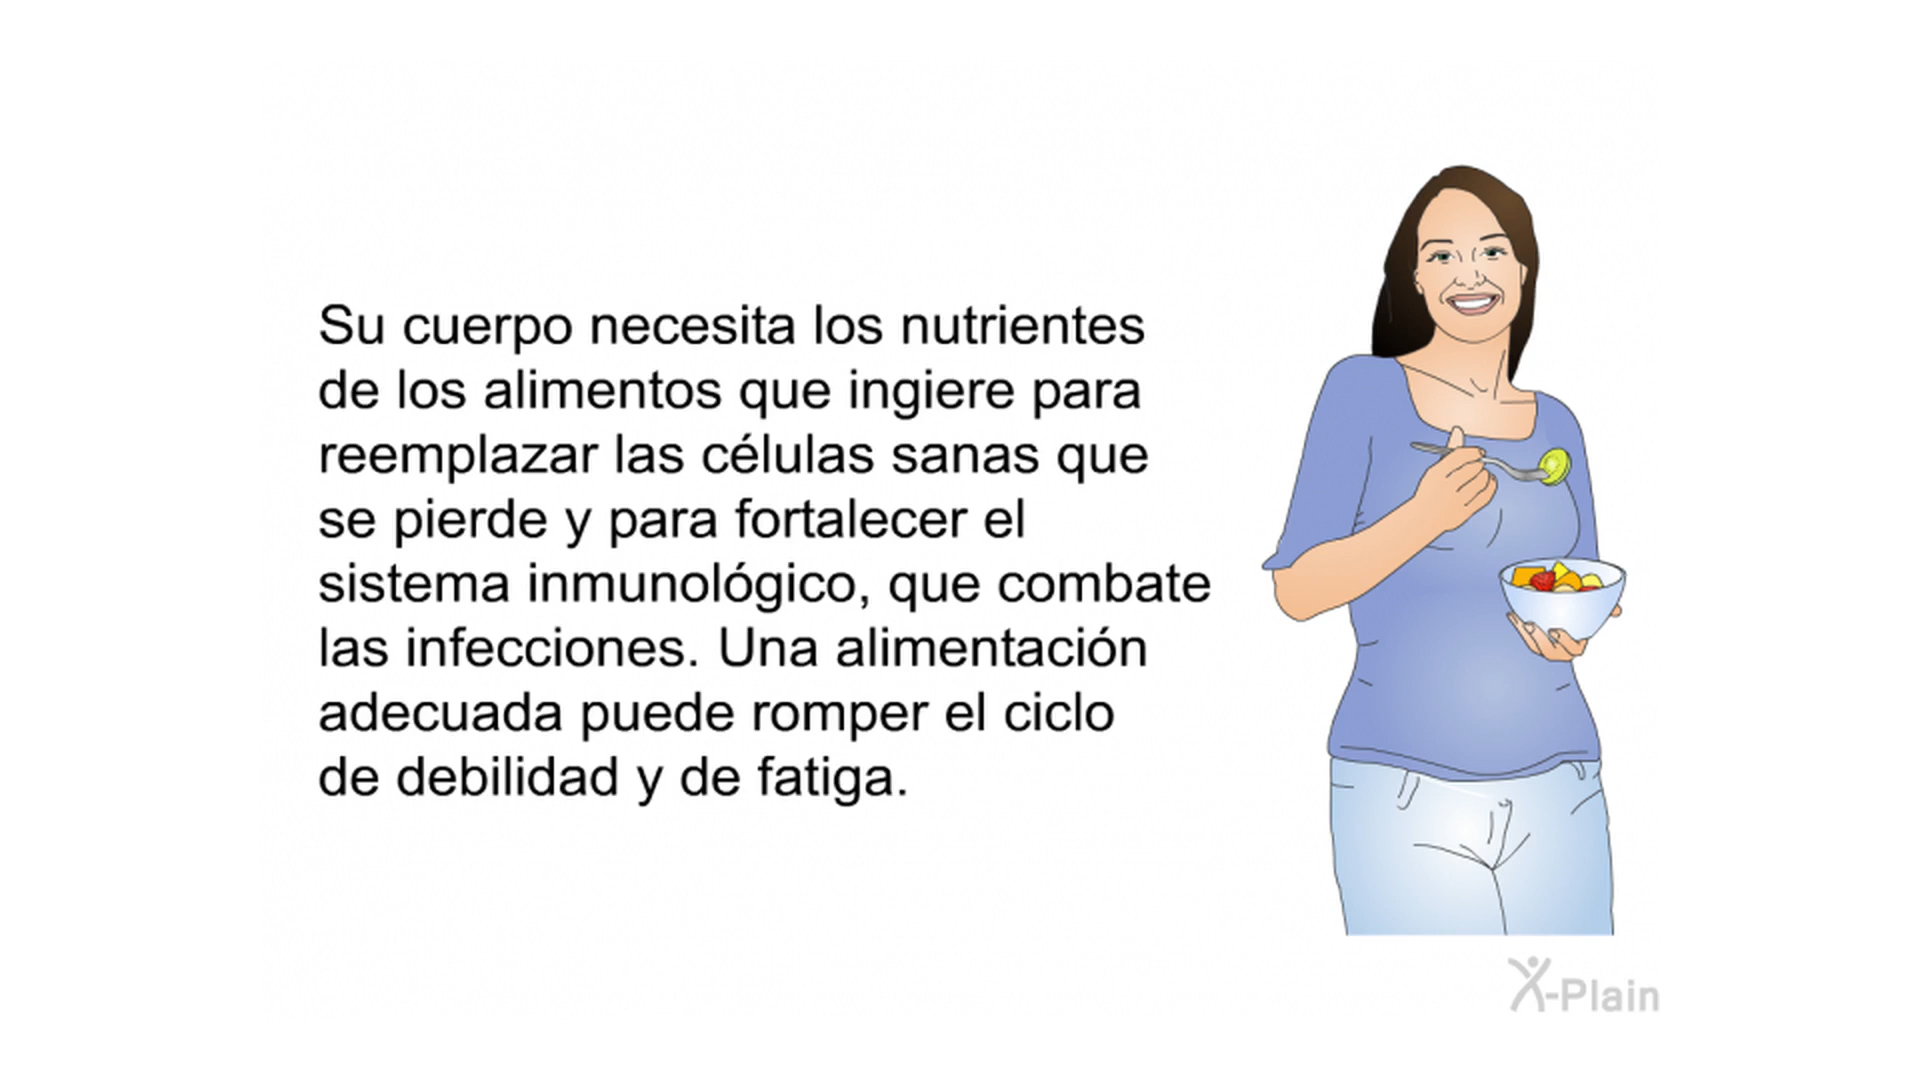 Su cuerpo necesita los nutrientes
de los alimentos que ingiere para
reemplazar las células sanas que
se pierde y para fortalecer el
sistema inmunológico, que combate
las infecciones. Una alimentación
adecuada puede romper el ciclo
de debilidad y de fatiga.
X-Plain